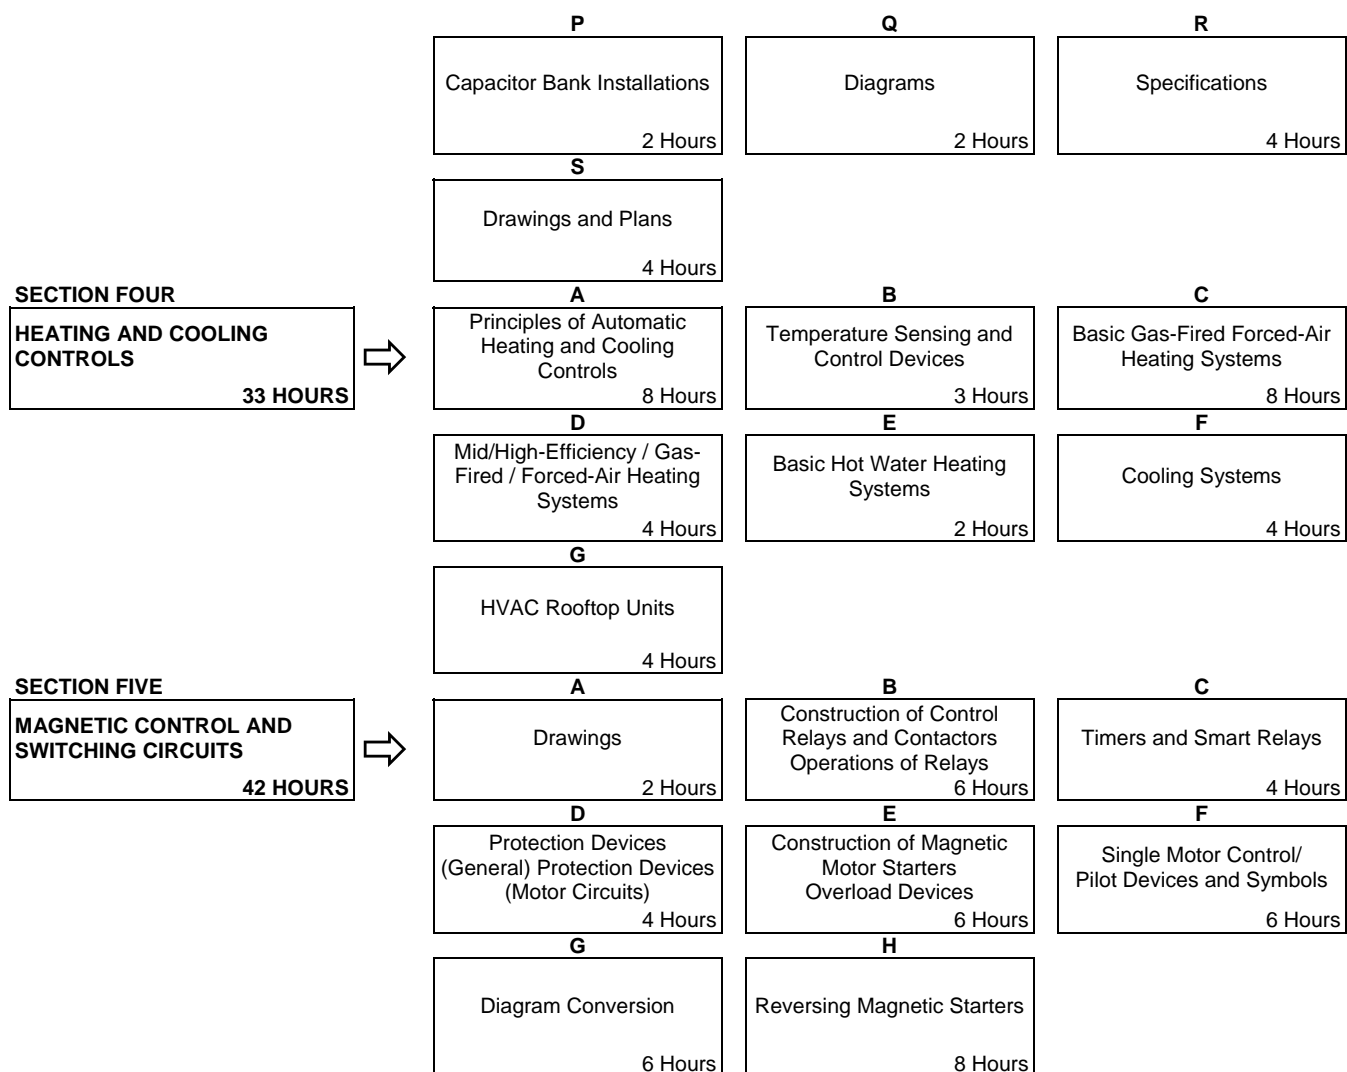 P
Q
R
Capacitor Bank Installations
2 Hours
Diagrams
2 Hours
Specifications
4 Hours
S
Drawings and Plans
4 Hours
SECTION FOUR
HEATING AND COOLING
CONTROLS
33 HOURS
A
Principles of Automatic
Heating and Cooling
Controls
8 Hours
B
Temperature Sensing and
Control Devices
3 Hours
C
Basic Gas-Fired Forced-Air
Heating Systems
8 Hours
D
Mid/High-Efficiency / Gas-
Fired / Forced-Air Heating
Systems
4 Hours
E
Basic Hot Water Heating
Systems
2 Hours
F
Cooling Systems
4 Hours
G
HVAC Rooftop Units
4 Hours
SECTION FIVE
MAGNETIC CONTROL AND
SWITCHING CIRCUITS
42 HOURS
A
Drawings
2 Hours
B
Construction of Control
Relays and Contactors
Operations of Relays
6 Hours
C
Timers and Smart Relays
4 Hours
D
Protection Devices
(General) Protection Devices
(Motor Circuits)
4 Hours
E
Construction of Magnetic
Motor Starters
Overload Devices
6 Hours
F
Single Motor Control/
Pilot Devices and Symbols
6 Hours
G
Diagram Conversion
6 Hours
H
Reversing Magnetic Starters
8 Hours